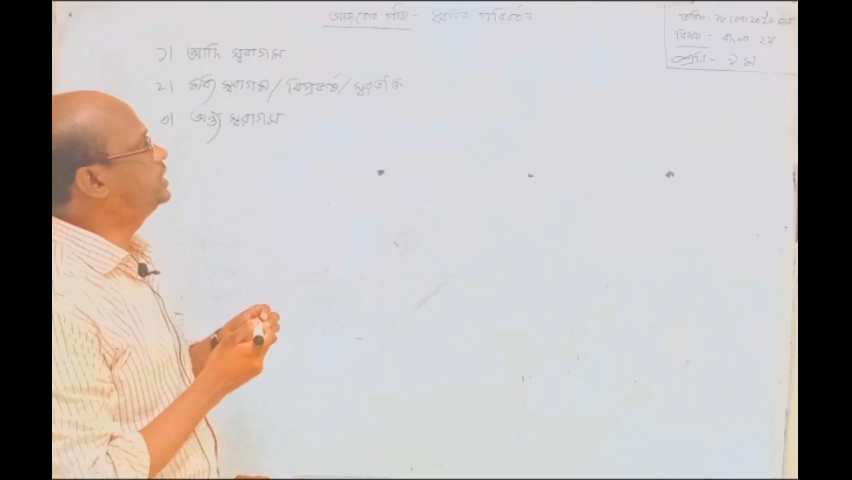 আজকের পাঠ - ধ্বনির পরিবর্তন
বিষয় - বাংলা ২য়
শ্রেণি - ৯ম
১। আদি স্বরাগম
২। মধ্য স্বরাগম/ বিপ্রকর্ষ/ স্বরভক্তি
৩। অন্ত্য স্বরাগম